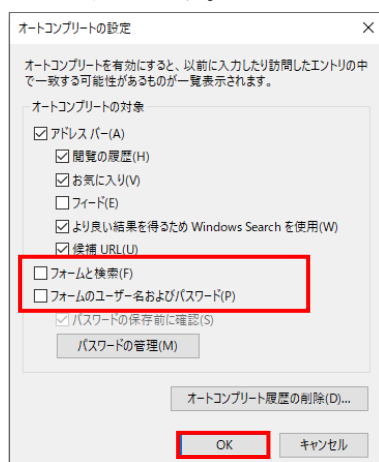 オートコンプリートの設定
オートコンプリートを有効にすると、以前に入力したり訪問したエントリの中
で一致する可能性があるものが一覧表示されます。
オートコンプリートの対象
アドレス バー(A)
閲覧の履歴(H)
お気に入り(V)
フィード(E)
より良い結果を得るため Windows Search を使用(W)
候補 URL(U)
フォームと検索(F)
フォームのユーザー名およびパスワード(P)
パスワードの保存前に確認(S)
パスワードの管理(M)
オートコンプリート履歴の削除(D)...
OK
キャンセル